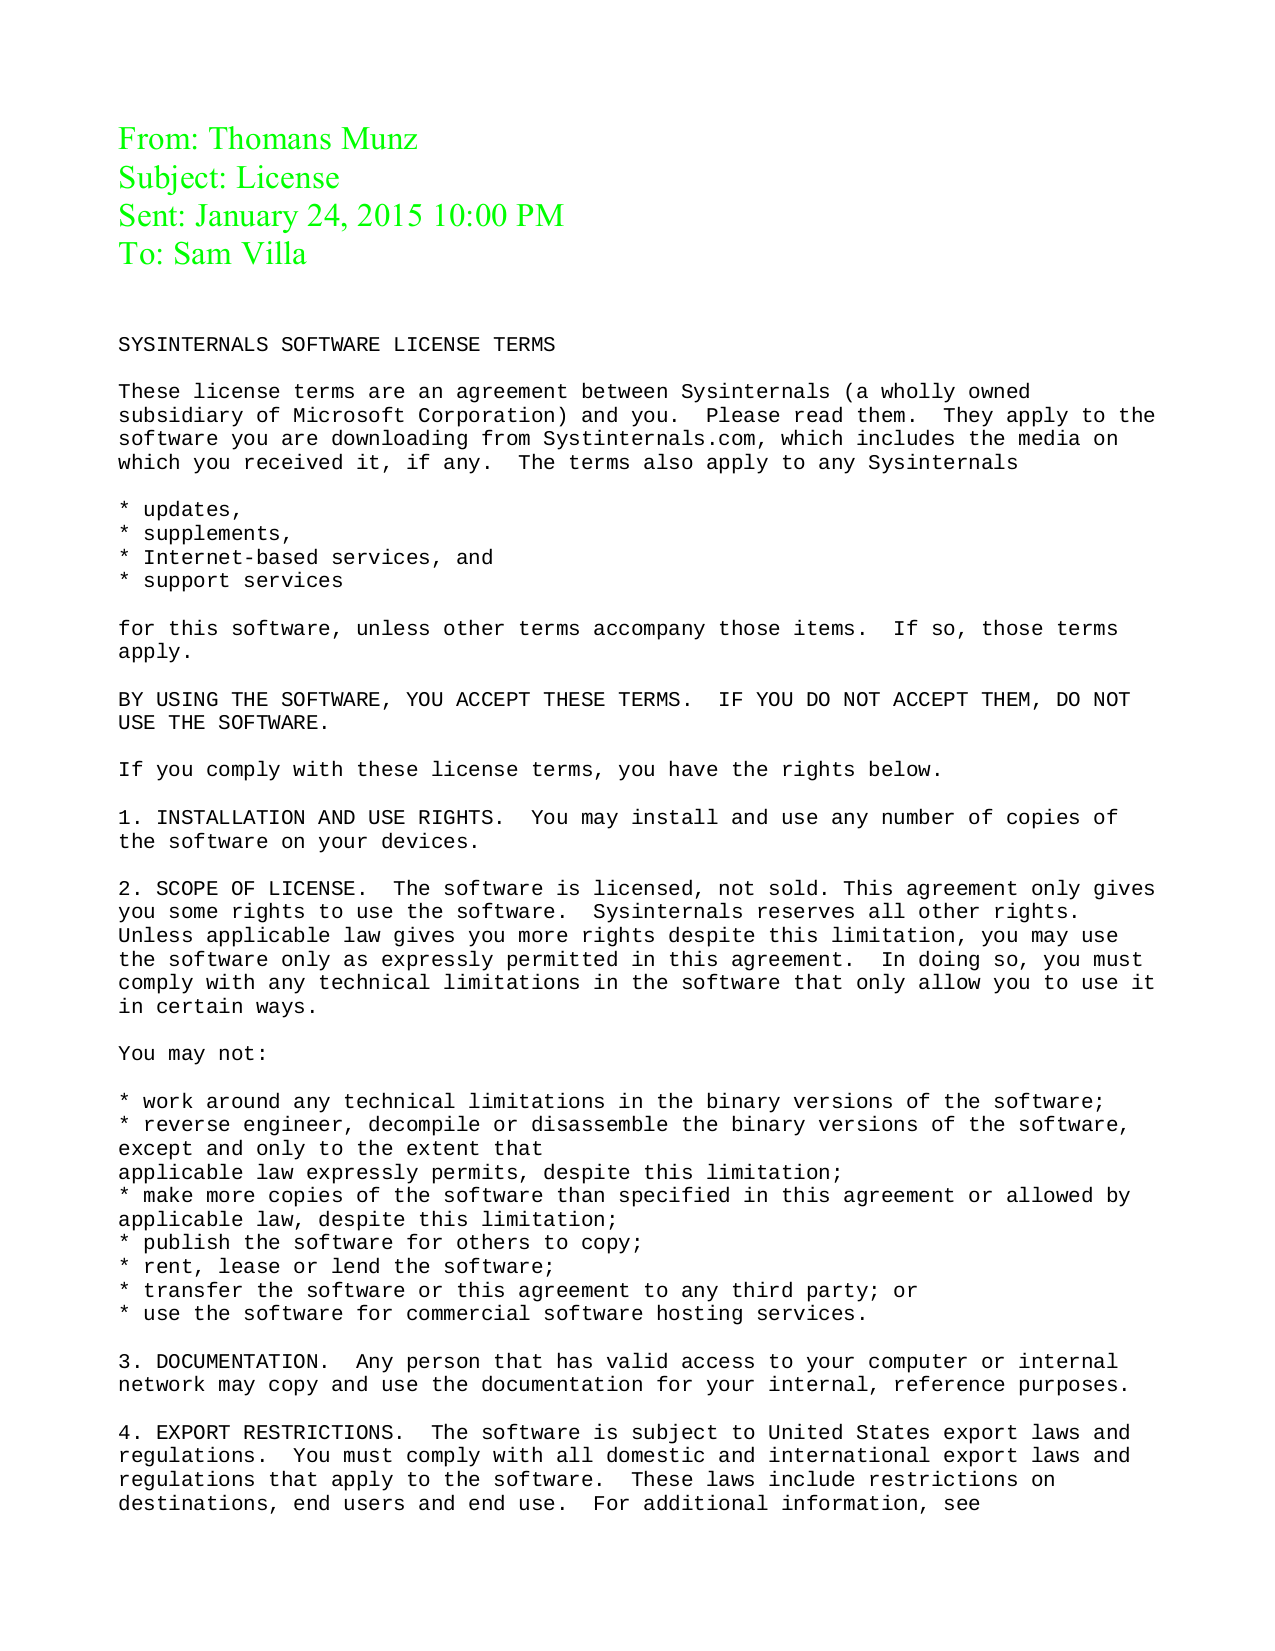 From: Thomans Munz
Subject: License
Sent: January 24, 2015 10:00 PM
To: Sam Villa
SYSINTERNALS SOFTWARE LICENSE TERMS
These license terms are an agreement between Sysinternals (a wholly owned
subsidiary of Microsoft Corporation) and you.  Please read them.  They apply to the
software you are downloading from Systinternals.com, which includes the media on
which you received it, if any.  The terms also apply to any Sysinternals
* updates,
* supplements,
* Internet-based services, and
* support services
for this software, unless other terms accompany those items.  If so, those terms
apply.
BY USING THE SOFTWARE, YOU ACCEPT THESE TERMS.  IF YOU DO NOT ACCEPT THEM, DO NOT
USE THE SOFTWARE.
If you comply with these license terms, you have the rights below.
1. INSTALLATION AND USE RIGHTS.  You may install and use any number of copies of
the software on your devices.
2. SCOPE OF LICENSE.  The software is licensed, not sold. This agreement only gives
you some rights to use the software.  Sysinternals reserves all other rights.
Unless applicable law gives you more rights despite this limitation, you may use
the software only as expressly permitted in this agreement.  In doing so, you must
comply with any technical limitations in the software that only allow you to use it
in certain ways.
You may not:
* work around any technical limitations in the binary versions of the software;
* reverse engineer, decompile or disassemble the binary versions of the software,
except and only to the extent that
applicable law expressly permits, despite this limitation;
* make more copies of the software than specified in this agreement or allowed by
applicable law, despite this limitation;
* publish the software for others to copy;
* rent, lease or lend the software;
* transfer the software or this agreement to any third party; or
* use the software for commercial software hosting services.
3. DOCUMENTATION.  Any person that has valid access to your computer or internal
network may copy and use the documentation for your internal, reference purposes.
4. EXPORT RESTRICTIONS.  The software is subject to United States export laws and
regulations.  You must comply with all domestic and international export laws and
regulations that apply to the software.  These laws include restrictions on
destinations, end users and end use.  For additional information, see